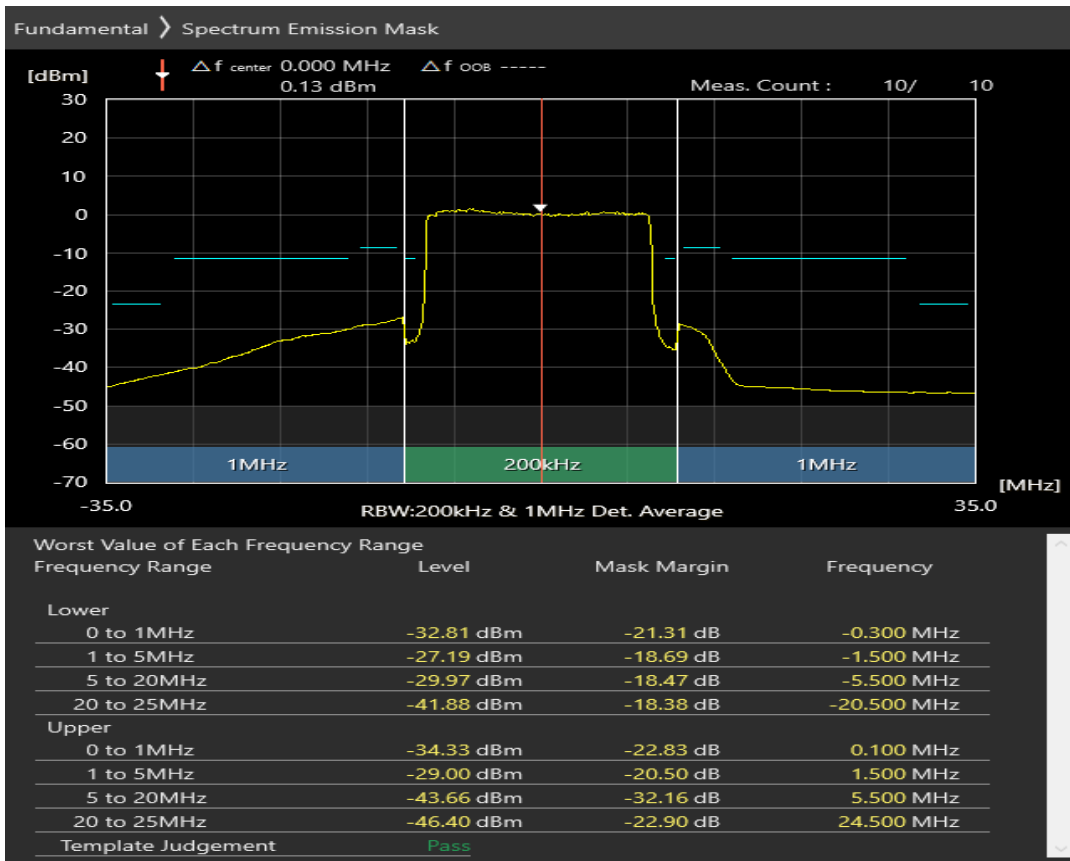 Fundamental ❯ Spectrum Emission Mask
[dBm] △f center 0.000 MHz △f OOB -----
0.13 dBm Meas. Count : 10/ 10
30
20
10
0
-10
-20
-30
-40
-50
-60
1MHz 200kHz 1MHz
-70
[MHz]
-35.0 RBW:200kHz & 1MHz Det. Average 35.0
Worst Value of Each Frequency Range
Frequency Range Level Mask Margin Frequency
Lower
0 to 1MHz -32.81 dBm -21.31 dB -0.300 MHz
1 to 5MHz -27.19 dBm -18.69 dB -1.500 MHz
5 to 20MHz -29.97 dBm -18.47 dB -5.500 MHz
20 to 25MHz -41.88 dBm -18.38 dB -20.500 MHz
Upper
0 to 1MHz -34.33 dBm -22.83 dB 0.100 MHz
1 to 5MHz -29.00 dBm -20.50 dB 1.500 MHz
5 to 20MHz -43.66 dBm -32.16 dB 5.500 MHz
20 to 25MHz -46.40 dBm -22.90 dB 24.500 MHz
Template Judgement Pass